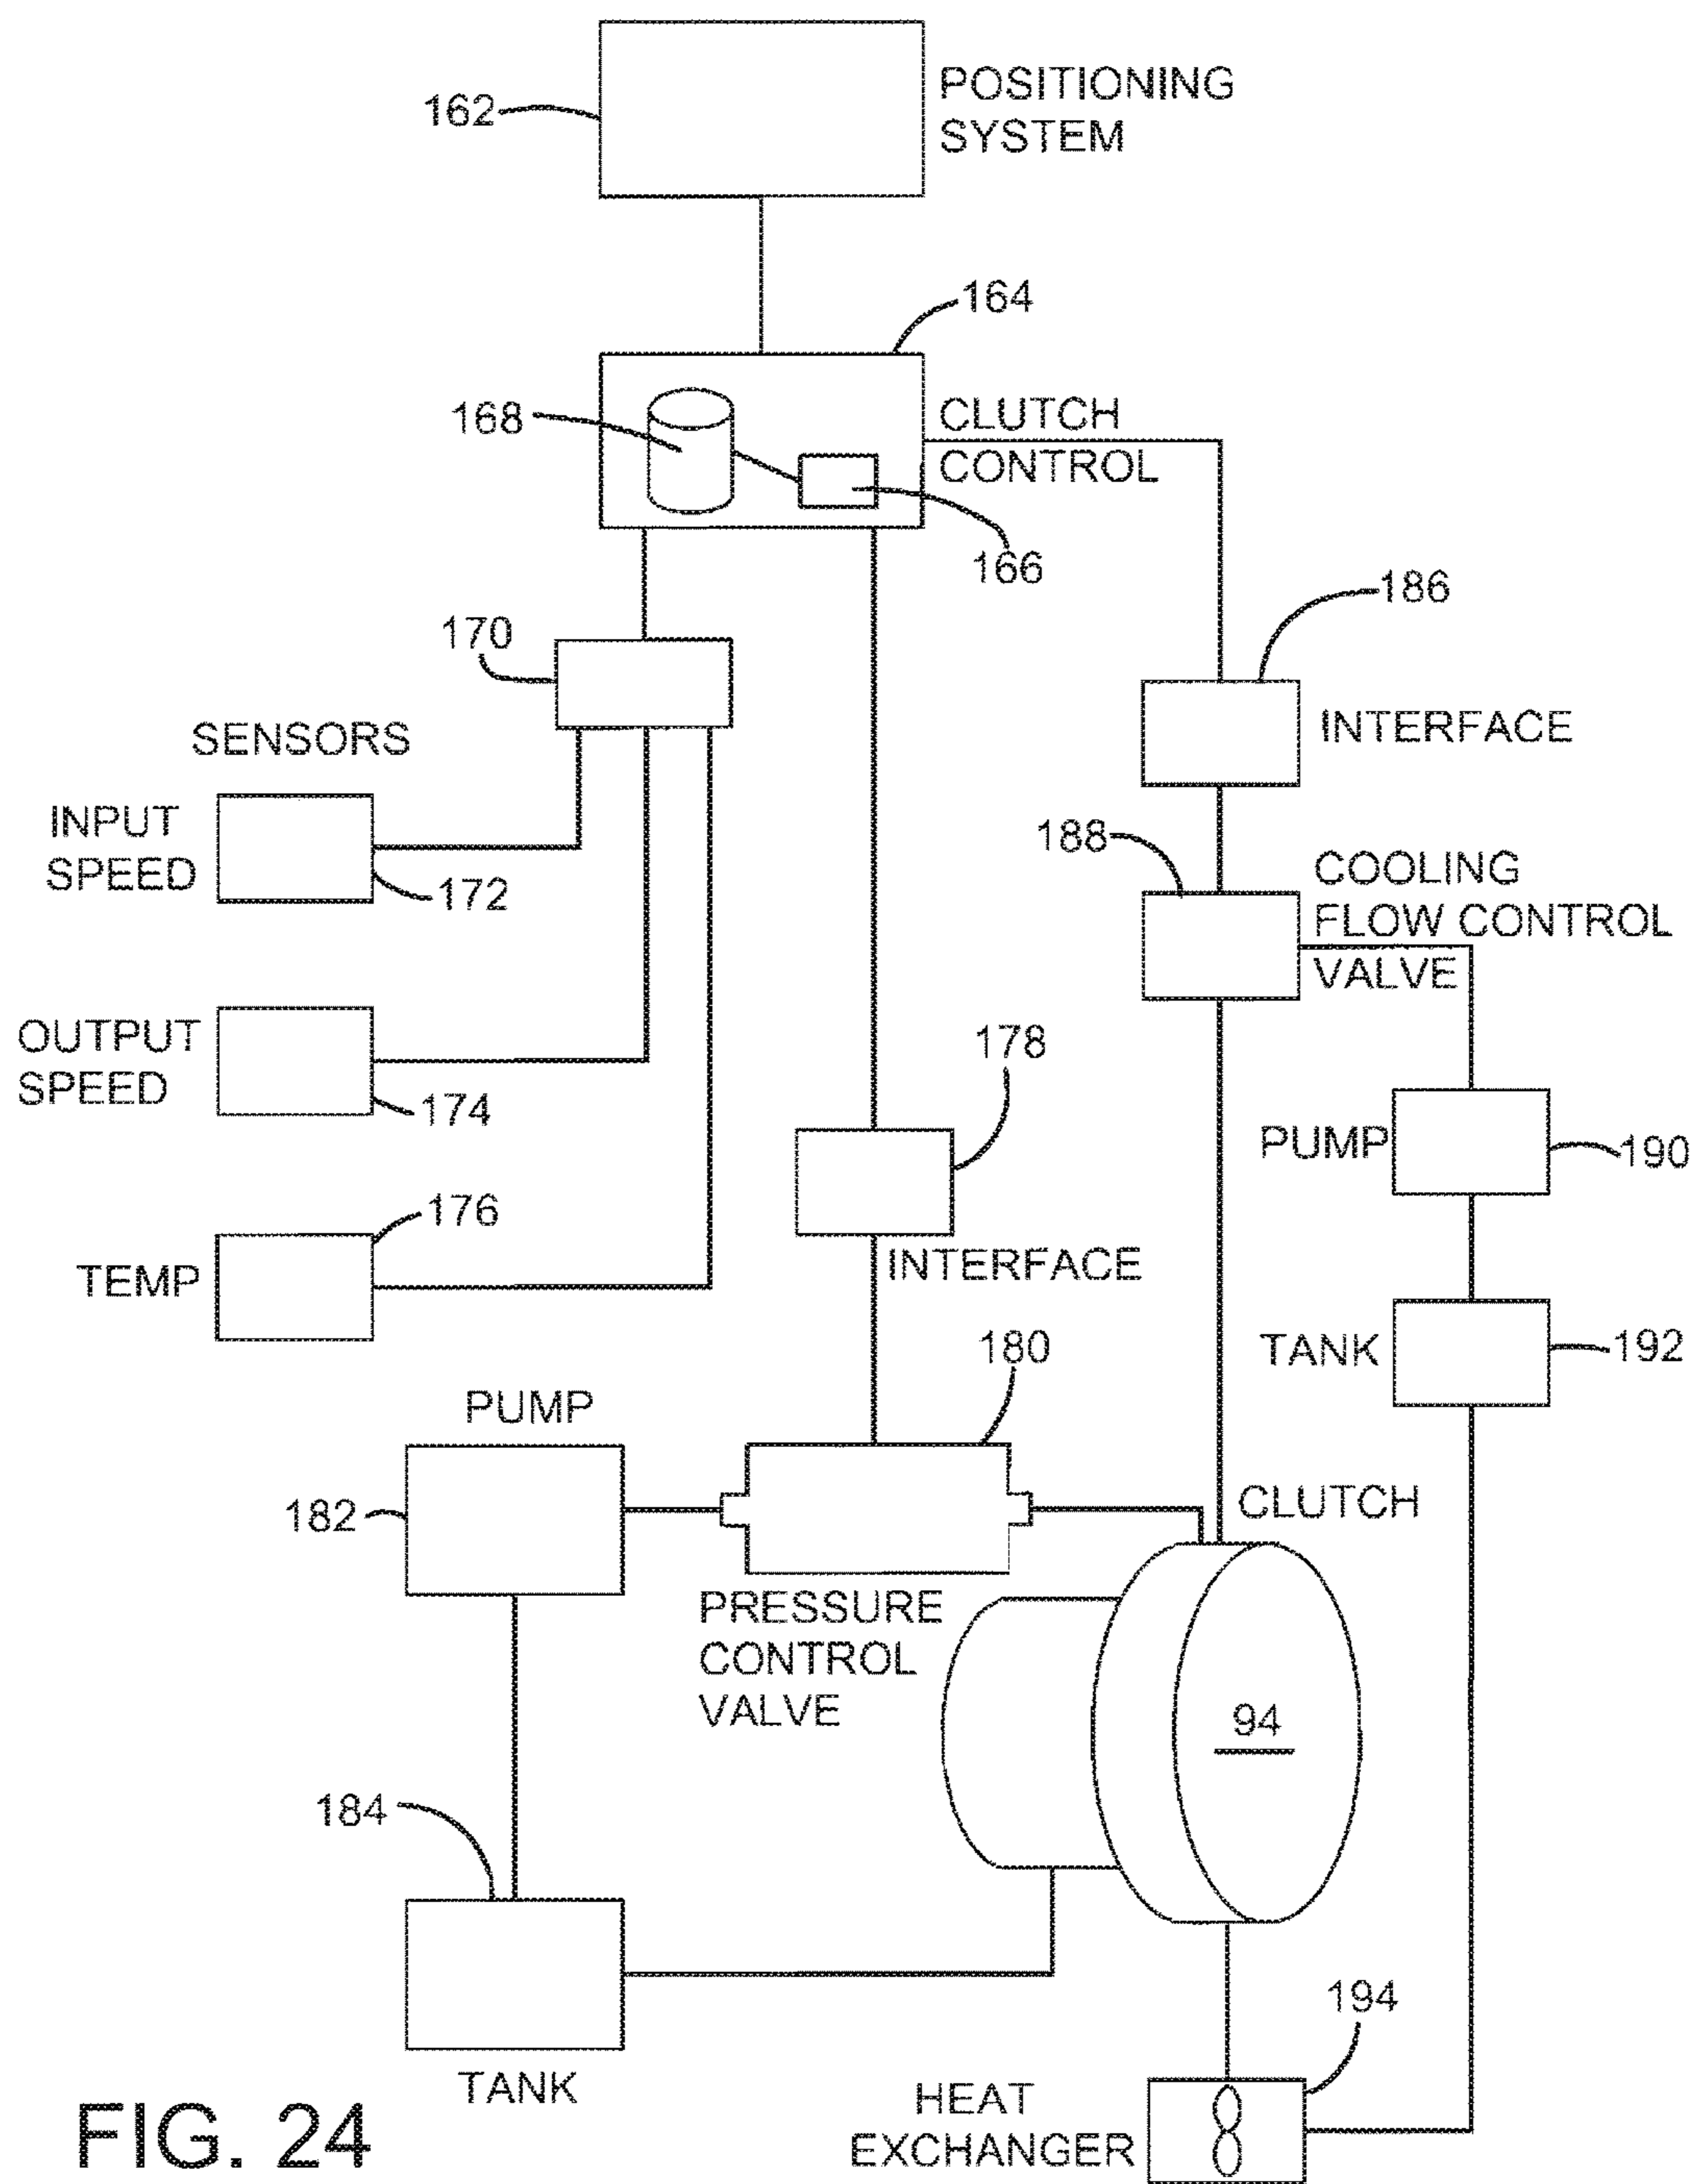 162
POSITIONING
SYSTEM
164
168
CLUTCH
CONTROL
166
170
186
SENSORS
INTERFACE
INPUT
SPEED
172
188
COOLING
FLOW CONTROL
VALVE
OUTPUT
SPEED
174
178
PUMP
190
176
TEMP
INTERFACE
180
TANK
192
PUMP
182
CLUTCH
PRESSURE
CONTROL
VALVE
94
184
194
TANK
HEAT
EXCHANGER
FIG. 24